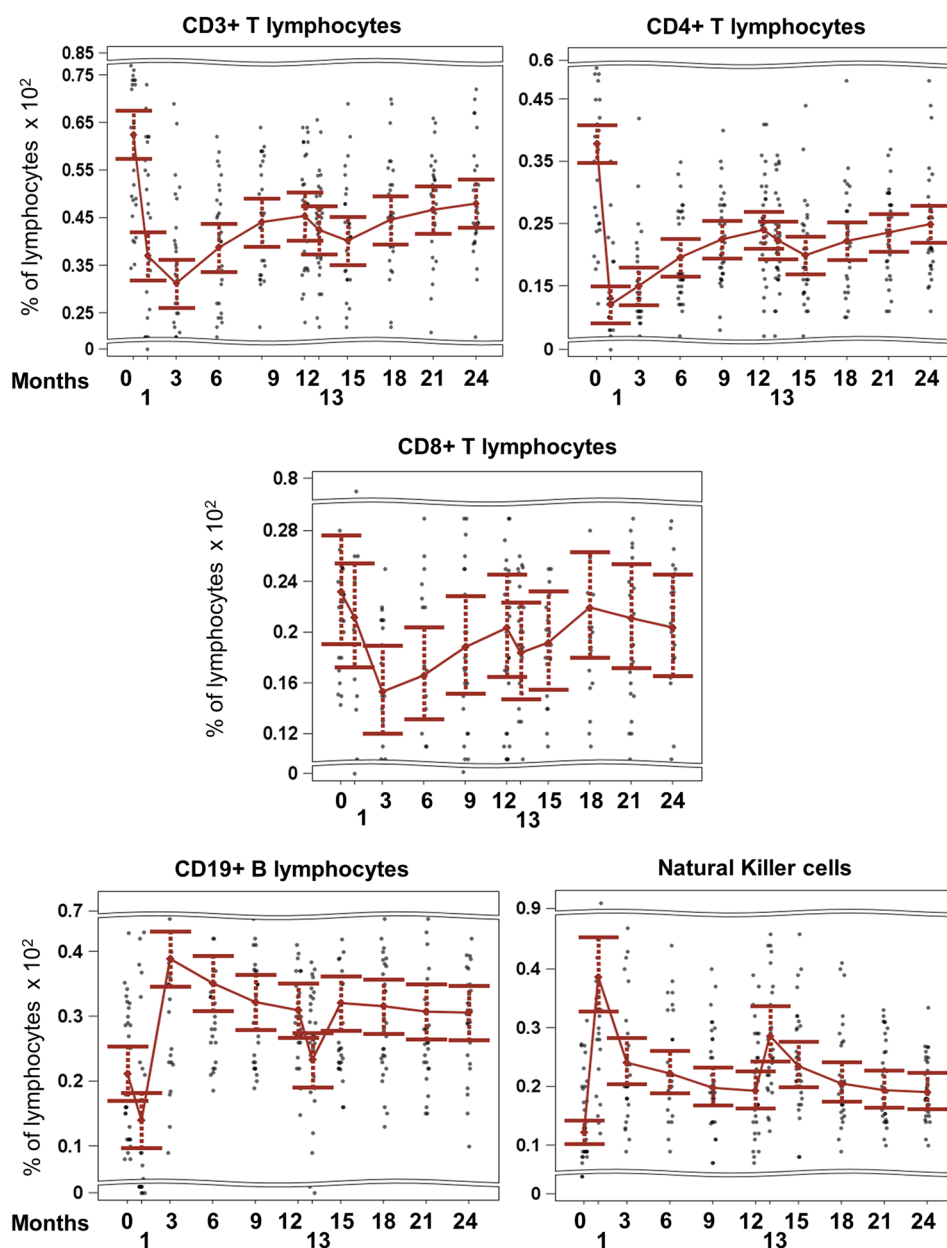 CD3+ T lymphocytes
% of lymphocytes x 10²
0.85
0.75
0.65
0.55
0.45
0.35
0.25
0
Months 0 3 6 9 12 15 18 21 24
1 13
CD4+ T lymphocytes
0.6
0.45
0.35
0.25
0.15
0
0 3 6 9 12 15 18 21 24
1 13
CD8+ T lymphocytes
% of lymphocytes x 10²
0.8
0.28
0.24
0.2
0.16
0.12
0
0 3 6 9 12 15 18 21 24
1 13
CD19+ B lymphocytes
% of lymphocytes x 10²
0.7
0.4
0.3
0.2
0.1
0
Months 0 3 6 9 12 15 18 21 24
1 13
Natural Killer cells
0.9
0.4
0.3
0.2
0.1
0
0 3 6 9 12 15 18 21 24
1 13